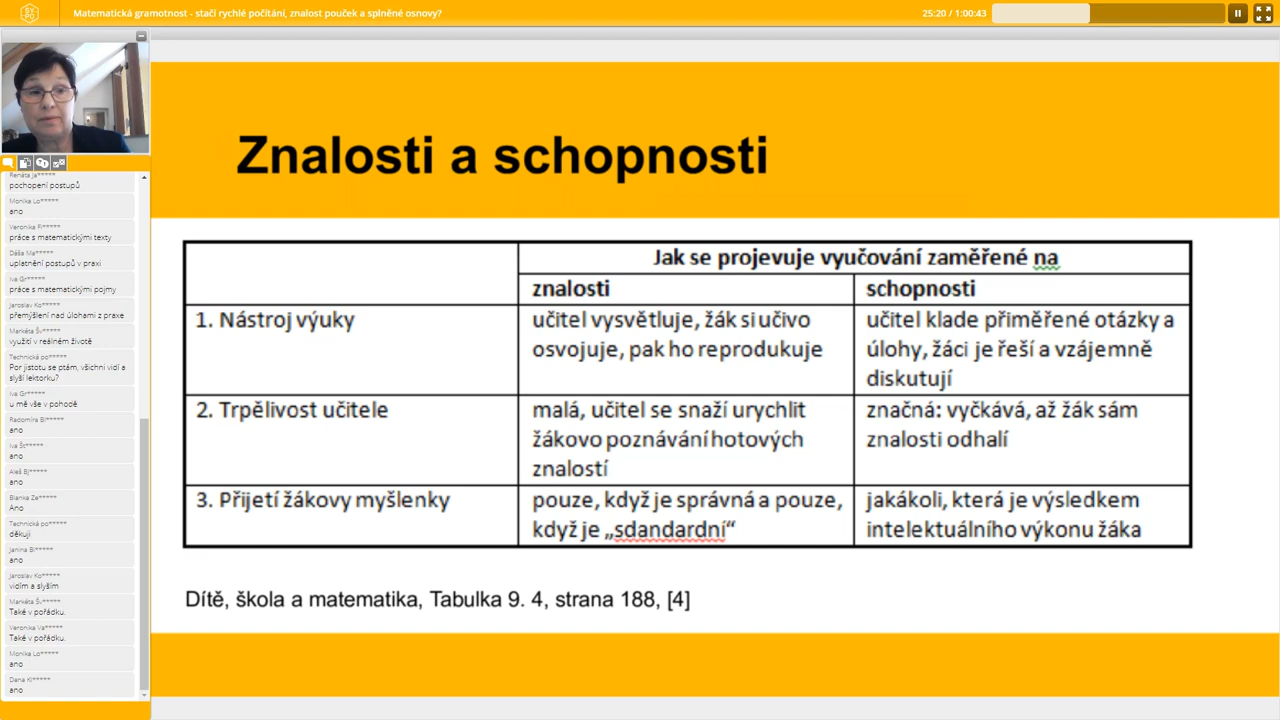 Matematická gramotnost - stačí rychlé počítání, znalost pouček a splněné osnovy?
25:20 / 1:00:43
SY
PO
Renáta Ja*****
pochopení postupů
Monika Lo*****
ano
Veronika Fi*****
práce s matematickými texty
Dáša Ma*****
uplatnění postupů v praxi
Iva Gr*****
práce s matematickými pojmy
Jaroslav Ko*****
přemýšlení nad úlohami z praxe
Markéta Šv*****
využití v reálném životě
Technická po*****
Por jistotu se ptám, všichni vidí a
slyší lektorku?
Iva Gr*****
u mě vše v pohodě
Radomíra Bl*****
ano
Iva Št*****
ano
Aleš Bj*****
ano
Blanka Ze*****
Ano
Technická po*****
děkuji
Janina Bl*****
ano
Jaroslav Ko*****
vidím a slyším
Markéta Šv*****
Také v pořádku.
Veronika Va*****
Také v pořádku.
Monika Lo*****
ano
Dana Kl*****
ano
Znalosti a schopnosti
Jak se projevuje vyučování zaměřené na
znalosti
schopnosti
1. Nástroj výuky
učitel vysvětluje, žák si učivo
osvojuje, pak ho reprodukuje
učitel klade přiměřené otázky a
úlohy, žáci je řeší a vzájemně
diskutují
2. Trpělivost učitele
malá, učitel se snaží urychlit
žákovo poznávání hotových
znalostí
značná: vyčkává, až žák sám
znalosti odhalí
3. Přijetí žákovy myšlenky
pouze, když je správná a pouze,
když je „sdandardní“
jakákoli, která je výsledkem
intelektuálního výkonu žáka
Dítě, škola a matematika, Tabulka 9. 4, strana 188, [4]